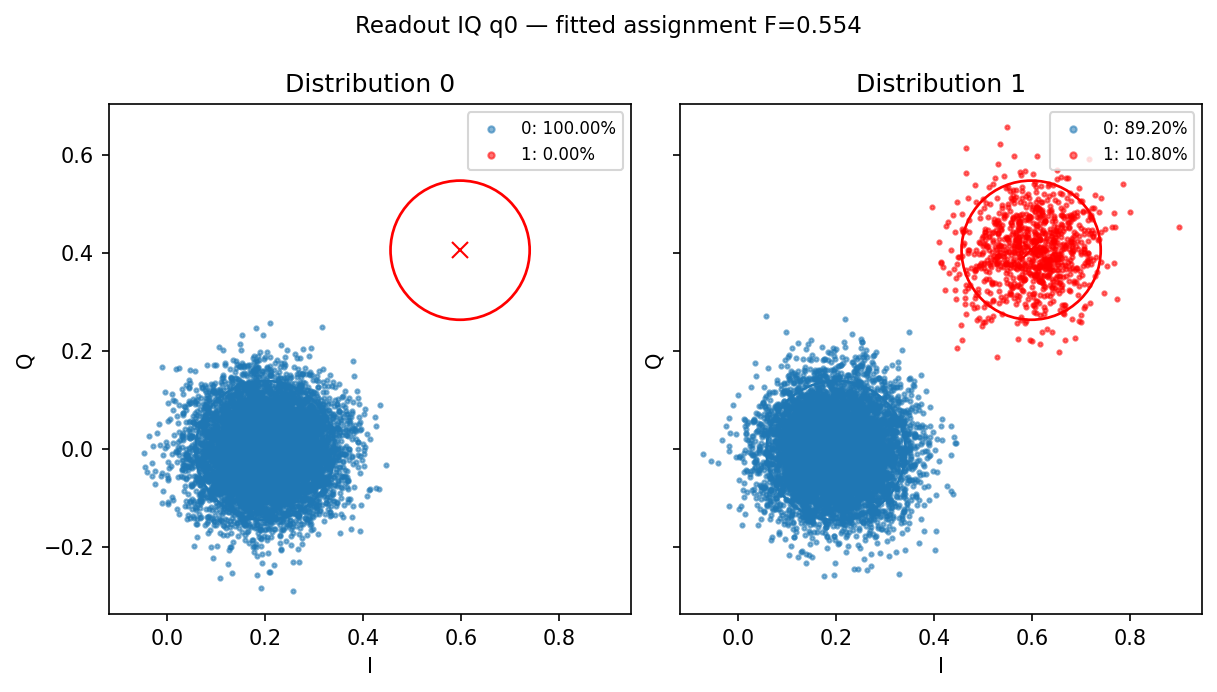 Readout IQ q0 — fitted assignment F=0.554
Distribution 0
Distribution 1
0: 100.00%
1: 0.00%
0: 89.20%
1: 10.80%
Q
0.6
0.4
0.2
0.0
−0.2
0.0
0.2
0.4
0.6
0.8
I
Q
0.0
0.2
0.4
0.6
0.8
I